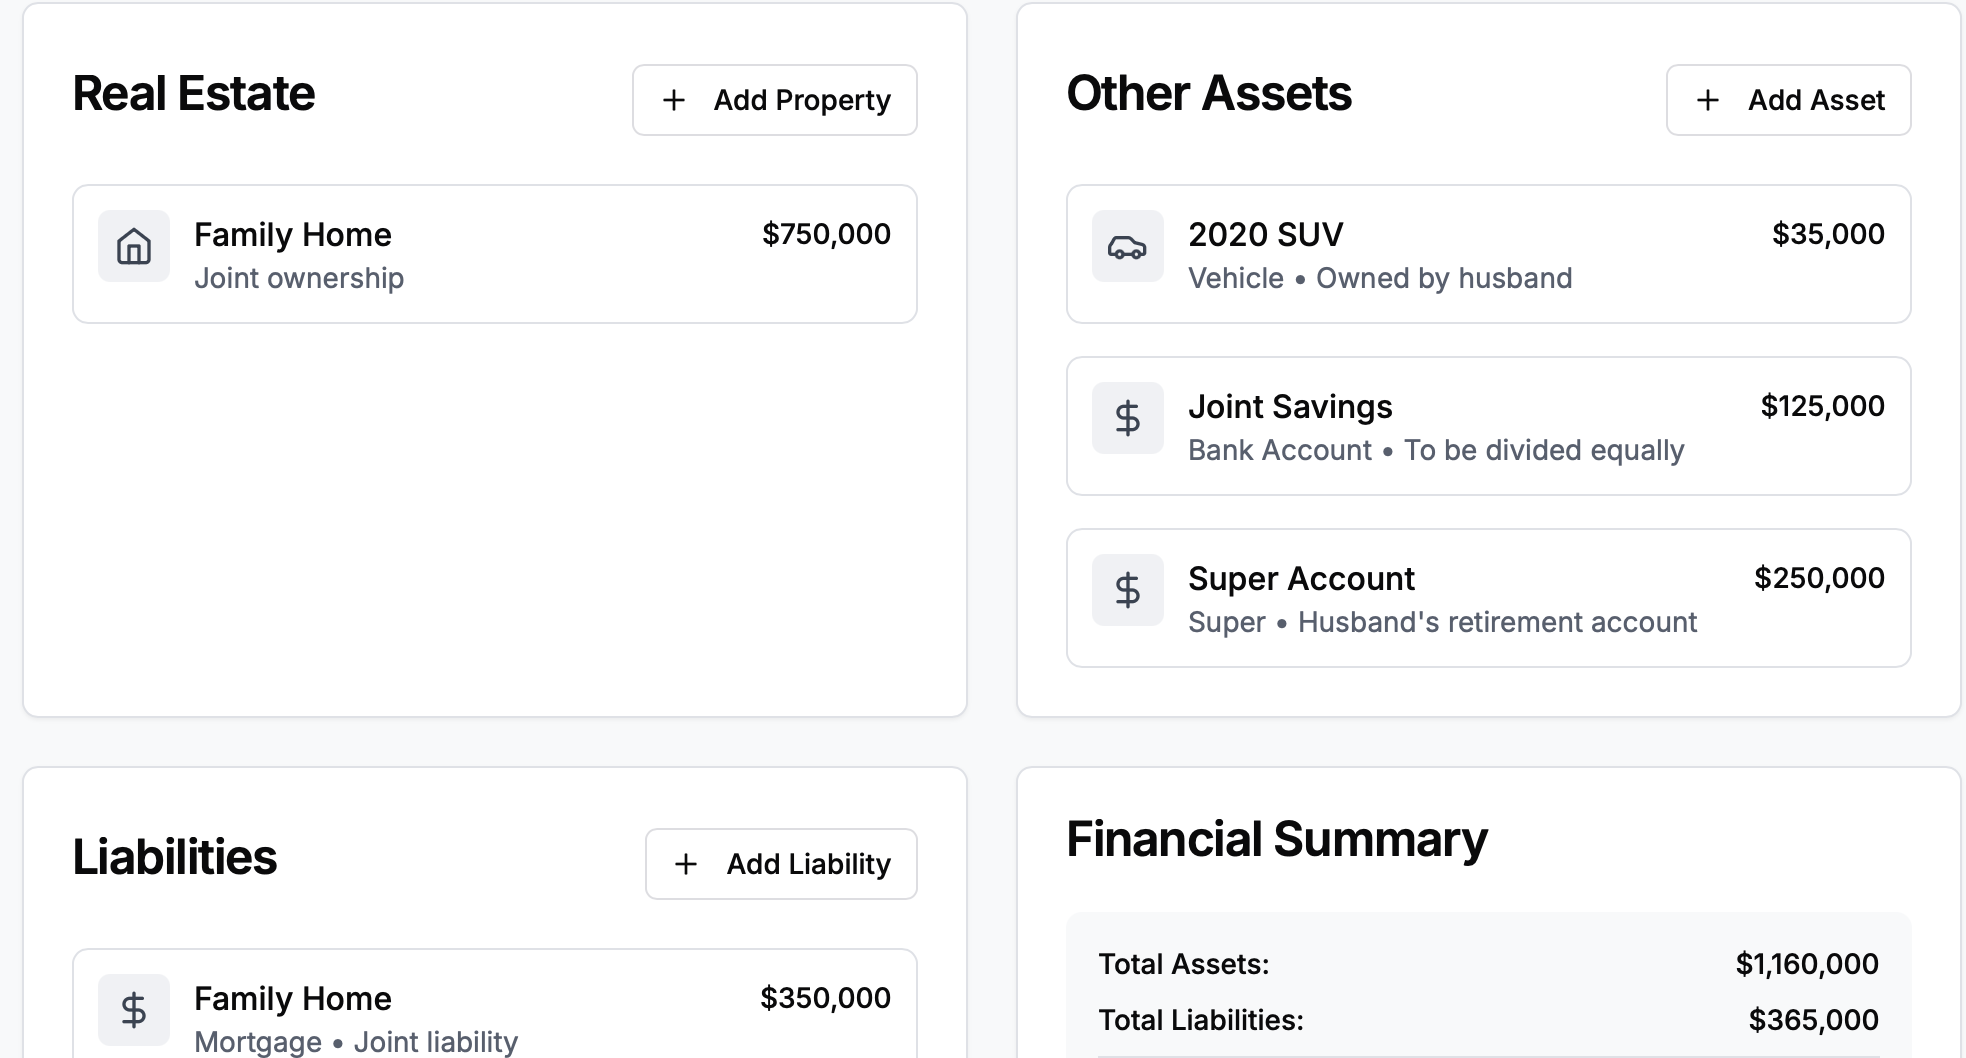 Real Estate
Add Property
Family Home
$750,000
Joint ownership
Other Assets
Add Asset
2020 SUV
$35,000
Vehicle • Owned by husband
Joint Savings
$125,000
Bank Account • To be divided equally
Super Account
$250,000
Super • Husband's retirement account
Liabilities
Add Liability
Family Home
$350,000
Mortgage • Joint liability
Financial Summary
Total Assets:
$1,160,000
Total Liabilities:
$365,000